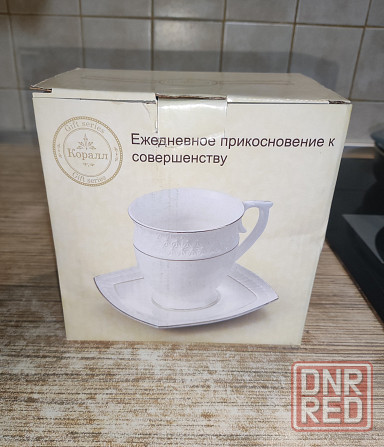 Gift series
Коралл
Gift series
Ежедневное прикосновение к
совершенству
DNR
RED